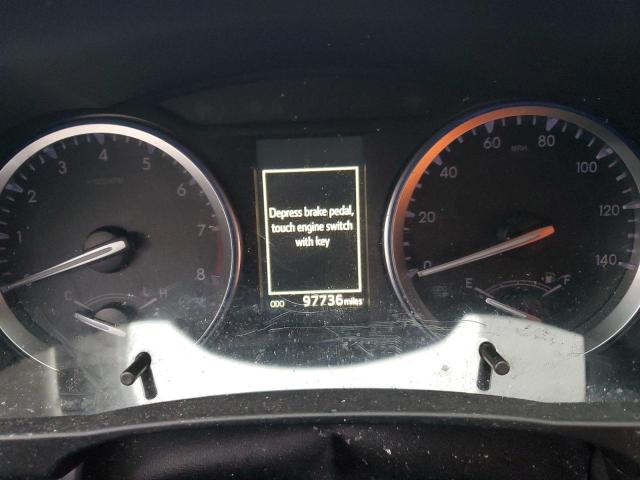 Depress brake pedal,
touch engine switch
with key
ODO 97736 miles
1 2 3 4 5 6 7 8
C H
0 20 40 60 80 100 120 140
MPH
E F